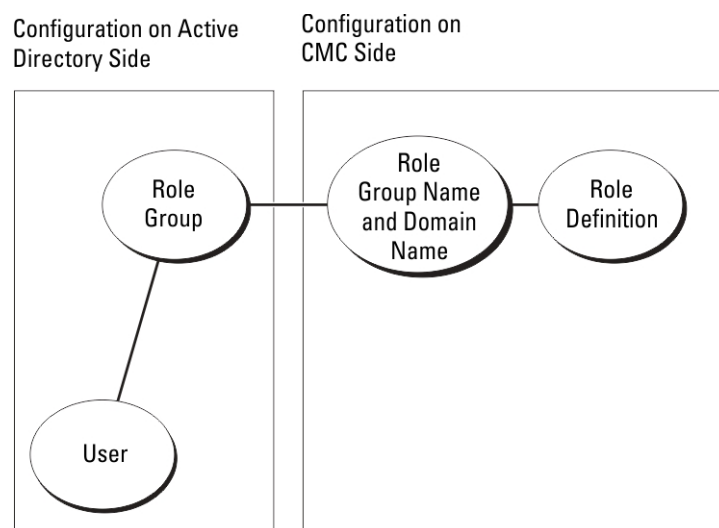 Configuration on Active
Directory Side
Configuration on
CMC Side
Role
Group
Role
Group Name
and Domain
Name
Role
Definition
User